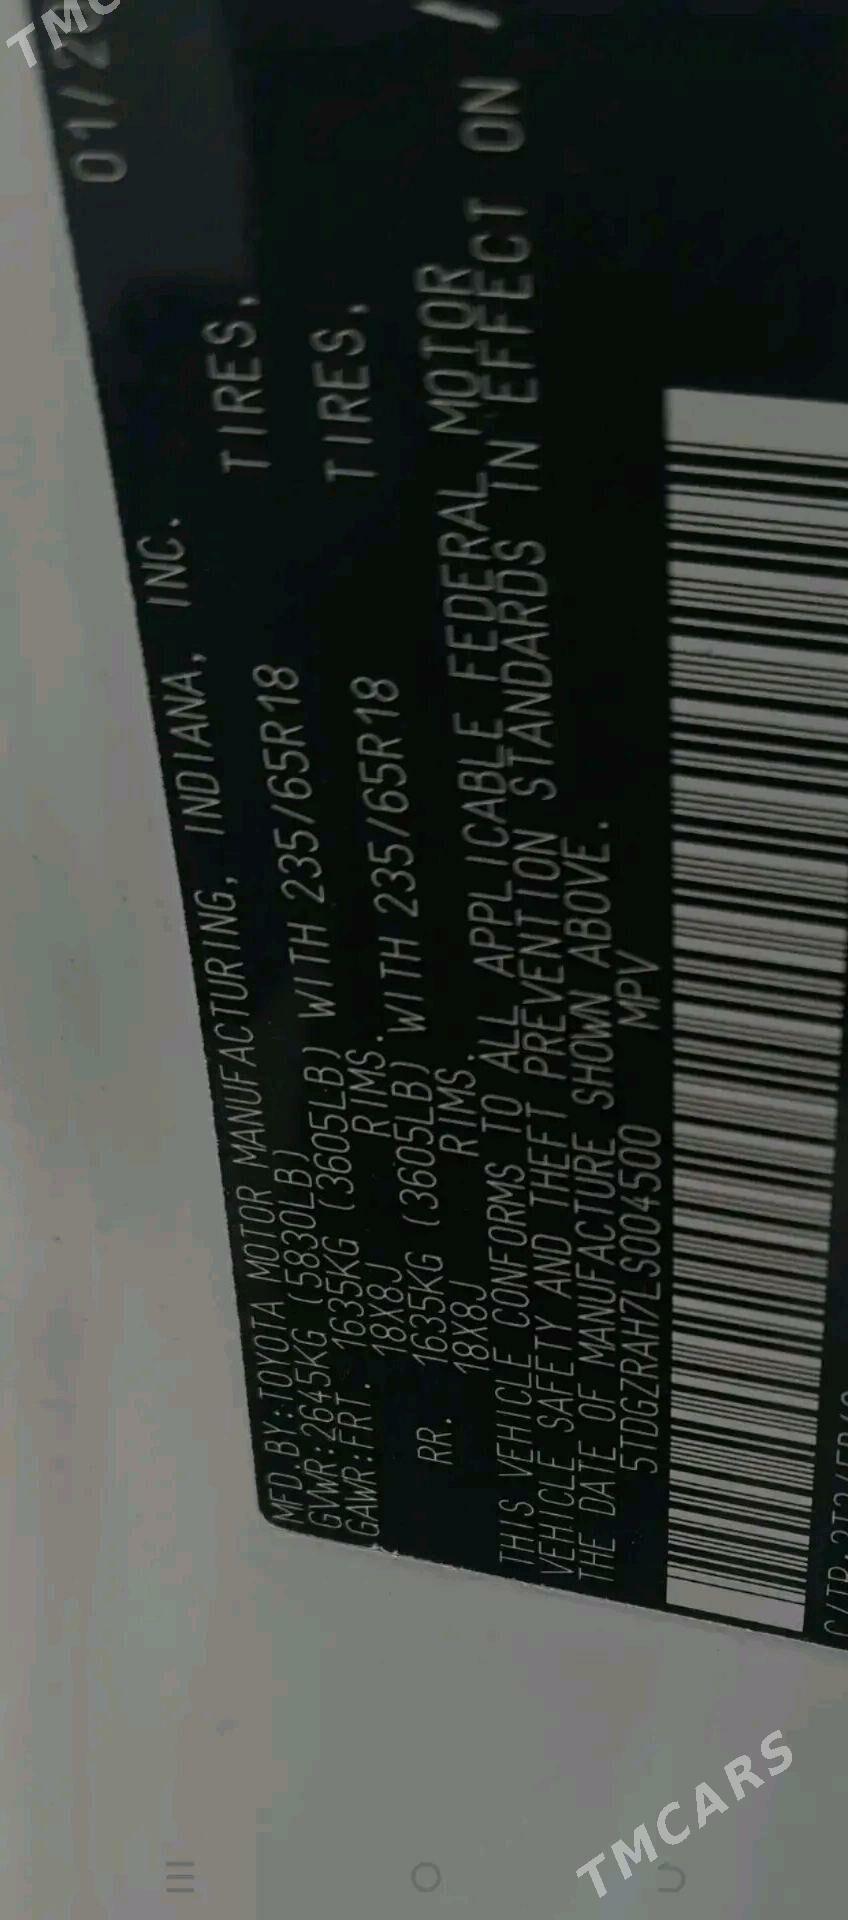 MFD.BY:TOYOTA MOTOR MANUFACTURING, INDIANA, INC. 01/2
GVWR:2645KG (5830LB)
GAWR:FRT. 1635KG (3605LB) WITH 235/65R18 TIRES,
18X8J RIMS.
RR. 1635KG (3605LB) WITH 235/65R18 TIRES,
18X8J RIMS.
THIS VEHICLE CONFORMS TO ALL APPLICABLE FEDERAL MOTOR
VEHICLE SAFETY AND THEFT PREVENTION STANDARDS IN EFFECT ON
THE DATE OF MANUFACTURE SHOWN ABOVE.
5TDGZRAH7LS004500 MPV
TMCARS